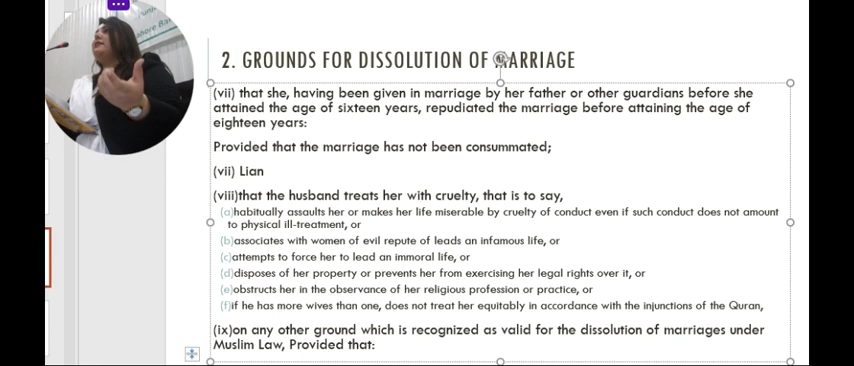 2. GROUNDS FOR DISSOLUTION OF MARRIAGE
(vii) that she, having been given in marriage by her father or other guardians before she
attained the age of sixteen years, repudiated the marriage before attaining the age of
eighteen years:
Provided that the marriage has not been consummated;
(vii) Lian
(viii)that the husband treats her with cruelty, that is to say,
(a)habitually assaults her or makes her life miserable by cruelty of conduct even if such conduct does not amount
to physical ill-treatment, or
(b)associates with women of evil repute of leads an infamous life, or
(c)attempts to force her to lead an immoral life, or
(d)disposes of her property or prevents her from exercising her legal rights over it, or
(e)obstructs her in the observance of her religious profession or practice, or
(f)if he has more wives than one, does not treat her equitably in accordance with the injunctions of the Quran,
(ix)on any other ground which is recognized as valid for the dissolution of marriages under
Muslim Law, Provided that: